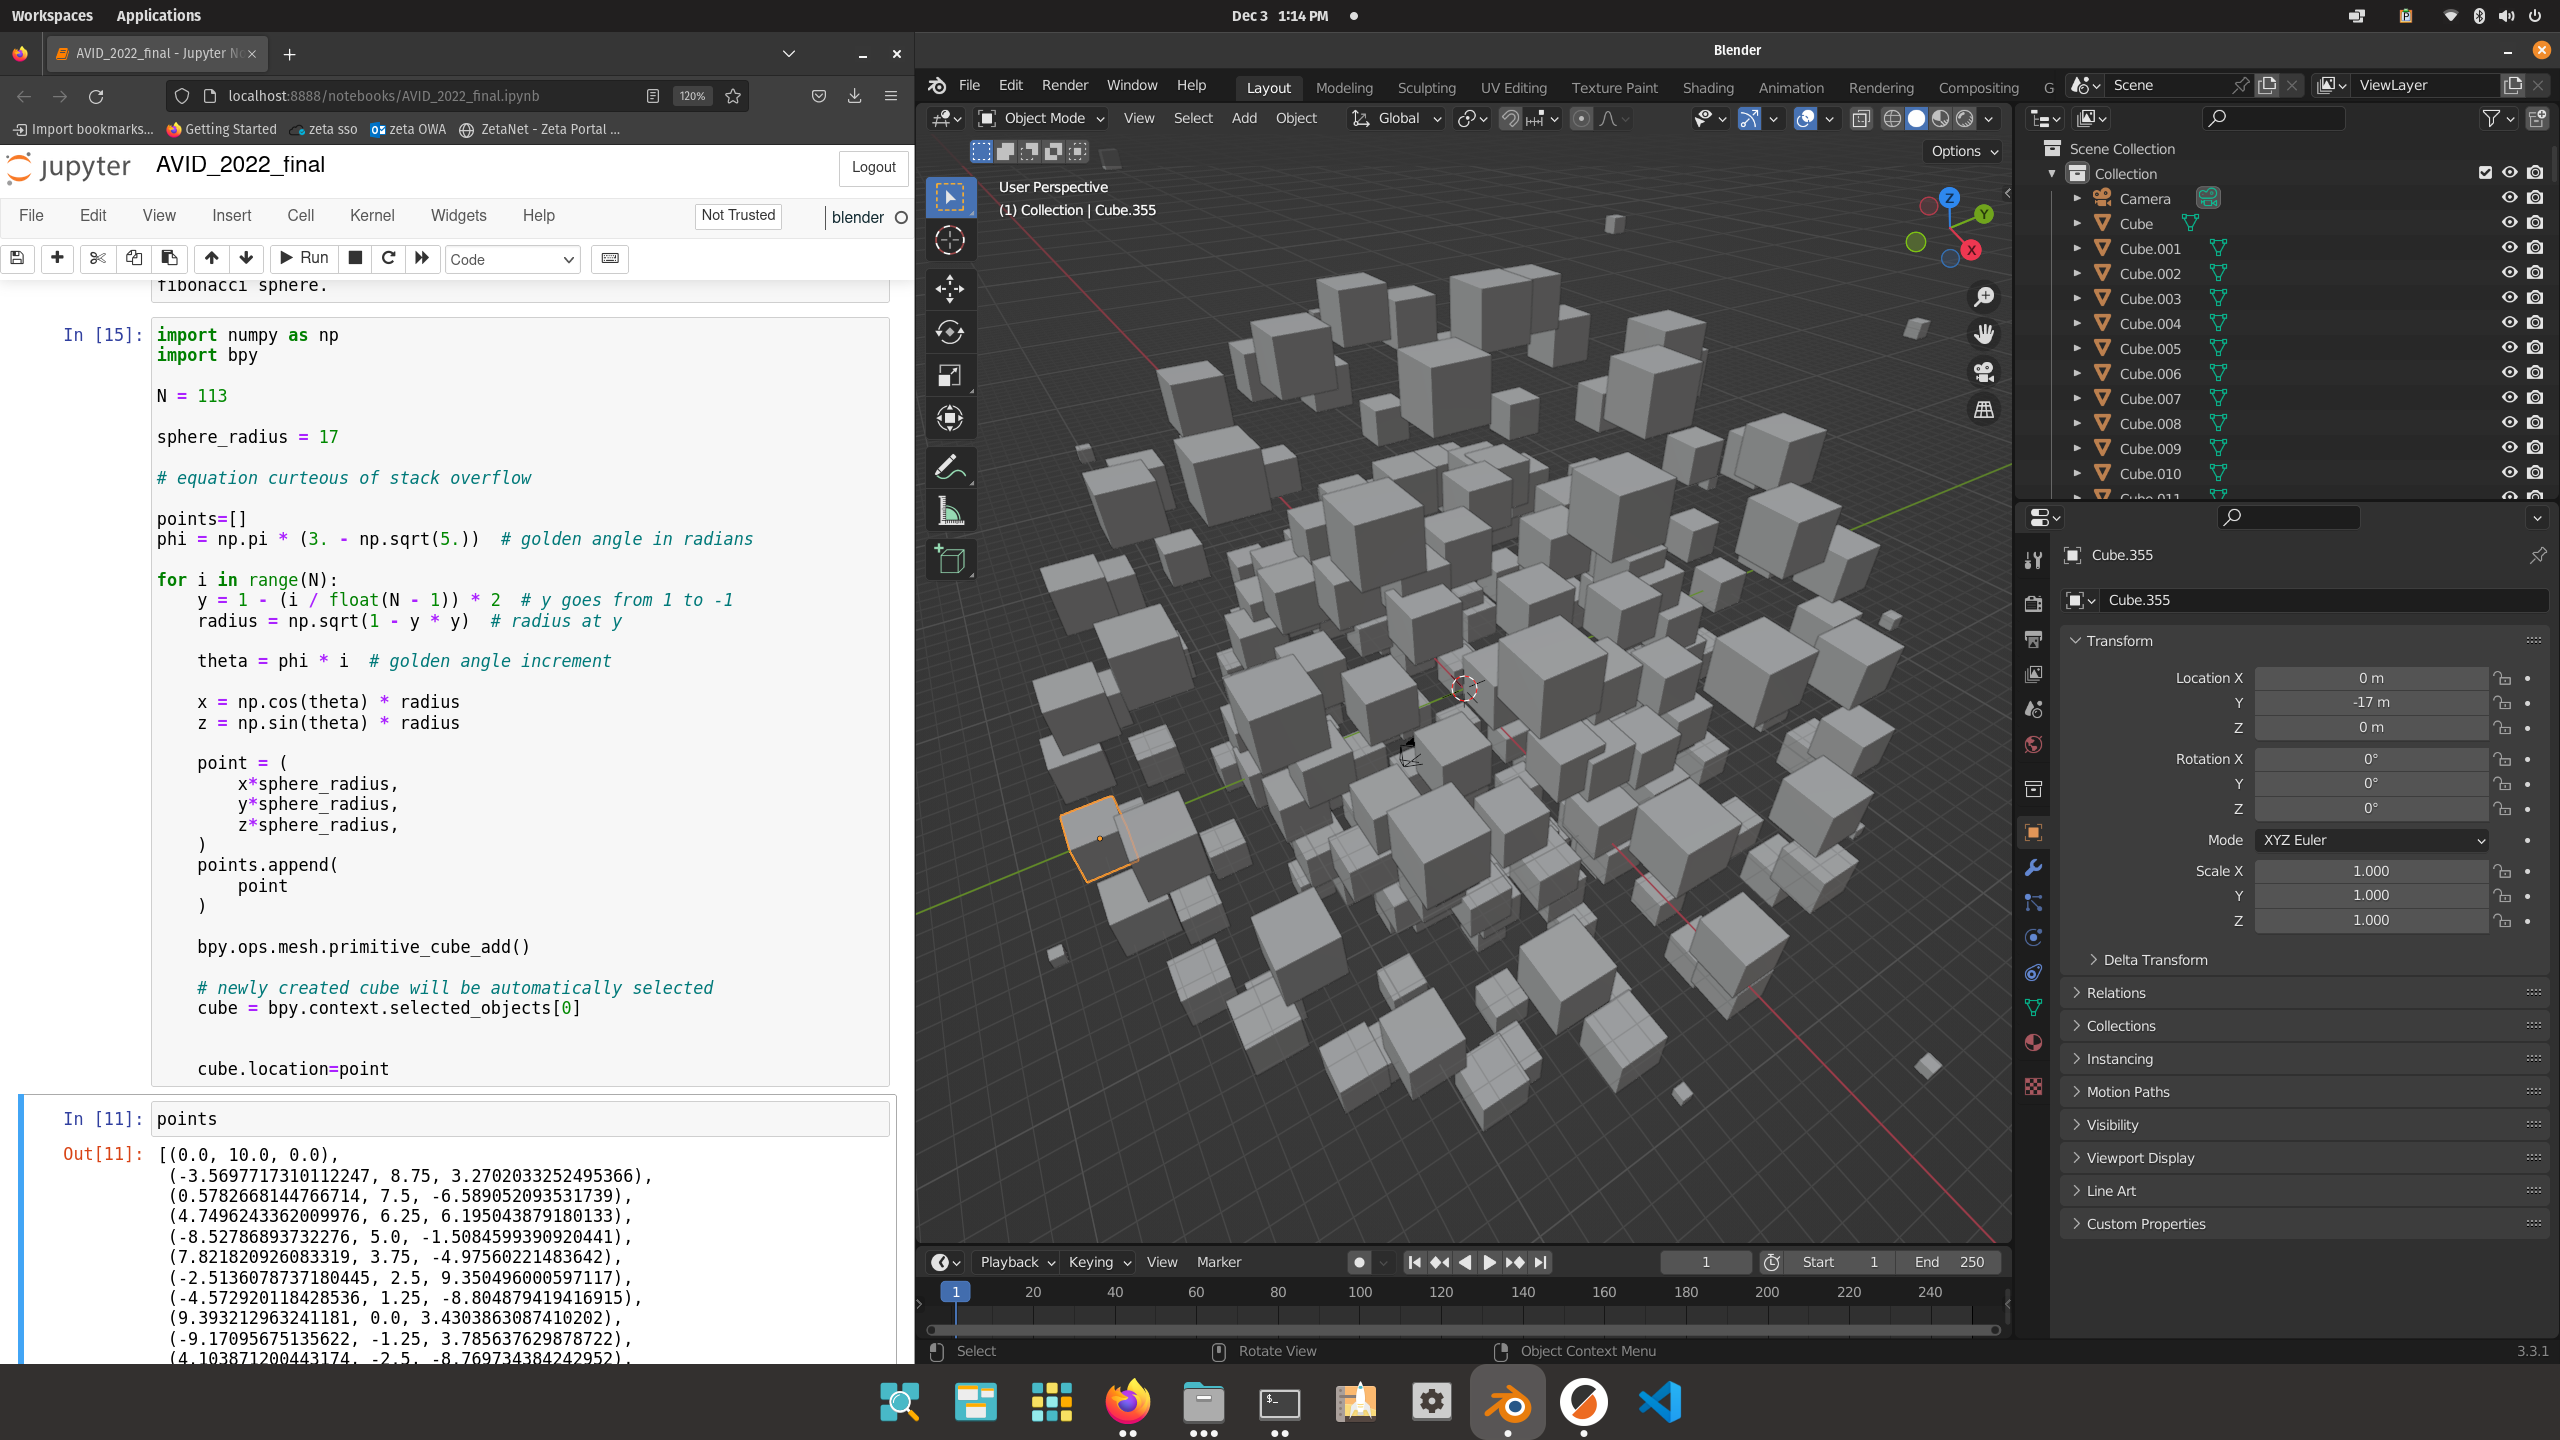 Workspaces Applications Dec 3 1:14 PM
AVID_2022_final - Jupyter No
localhost:8888/notebooks/AVID_2022_final.ipynb 120%
Import bookmarks... Getting Started zeta sso zeta OWA ZetaNet - Zeta Portal ...
jupyter AVID_2022_final Logout
File Edit View Insert Cell Kernel Widgets Help Not Trusted blender
Run Code
fibonacci sphere.
In [15]: import numpy as np
import bpy
N = 113
sphere_radius = 17
# equation curteous of stack overflow
points=[]
phi = np.pi * (3. - np.sqrt(5.))  # golden angle in radians
for i in range(N):
    y = 1 - (i / float(N - 1)) * 2  # y goes from 1 to -1
    radius = np.sqrt(1 - y * y)  # radius at y
    theta = phi * i  # golden angle increment
    x = np.cos(theta) * radius
    z = np.sin(theta) * radius
    point = (
        x*sphere_radius,
        y*sphere_radius,
        z*sphere_radius,
    )
    points.append(
        point
    )
    bpy.ops.mesh.primitive_cube_add()
    # newly created cube will be automatically selected
    cube = bpy.context.selected_objects[0]
    cube.location=point
In [11]: points
Out[11]: [(0.0, 10.0, 0.0),
(-3.5697717310112247, 8.75, 3.2702033252495366),
(0.5782668144766714, 7.5, -6.589052093531739),
(4.7496243362009976, 6.25, 6.195043879180133),
(-8.527866893732276, 5.0, -1.5084599390920441),
(7.821820926083319, 3.75, -4.97560221483642),
(-2.5136078737180445, 2.5, 9.350496000597117),
(-4.572920118428536, 1.25, -8.804879419416915),
(9.393212963241181, 0.0, 3.4303863087410202),
(-9.17095675135622, -1.25, 3.785637629878722),
(4.103871200443174, -2.5, -8.769734384242952),
Blender
File Edit Render Window Help Layout Modeling Sculpting UV Editing Texture Paint Shading Animation Rendering Compositing G Scene ViewLayer
Object Mode View Select Add Object Global
Options
User Perspective
(1) Collection | Cube.355
Z
Y
X
Playback Keying View Marker 1 Start 1 End 250
1 20 40 60 80 100 120 140 160 180 200 220 240
Select Rotate View Object Context Menu 3.3.1
Scene Collection
Collection
Camera
Cube
Cube.001
Cube.002
Cube.003
Cube.004
Cube.005
Cube.006
Cube.007
Cube.008
Cube.009
Cube.010
Cube.011
Cube.355
Cube.355
Transform
Location X 0 m
Y -17 m
Z 0 m
Rotation X 0°
Y 0°
Z 0°
Mode XYZ Euler
Scale X 1.000
Y 1.000
Z 1.000
Delta Transform
Relations
Collections
Instancing
Motion Paths
Visibility
Viewport Display
Line Art
Custom Properties